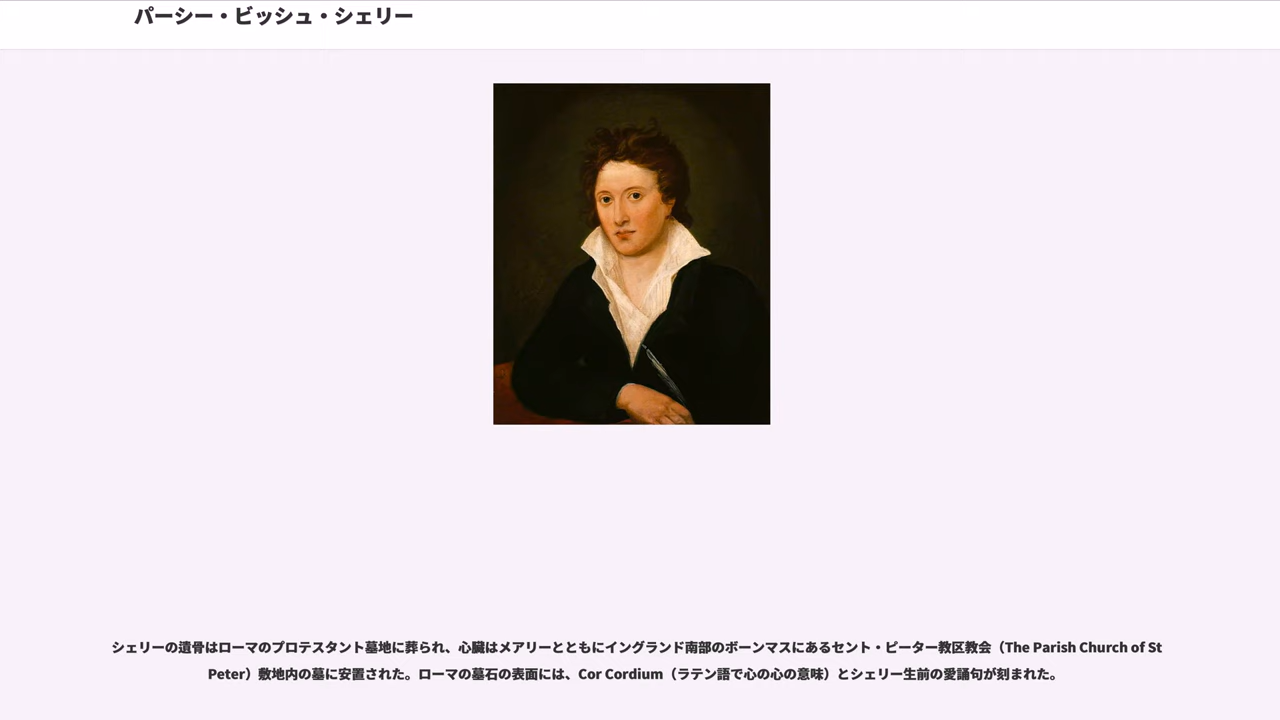 パーシー・ビッシュ・シェリー
シェリーの遺骨はローマのプロテスタント墓地に葬られ、心臓はメアリーとともにイングランド南部のボーンマスにあるセント・ピーター教区教会（The Parish Church of St
Peter）敷地内の墓に安置された。ローマの墓石の表面には、Cor Cordium（ラテン語で心の心の意味）とシェリー生前の愛誦句が刻まれた。